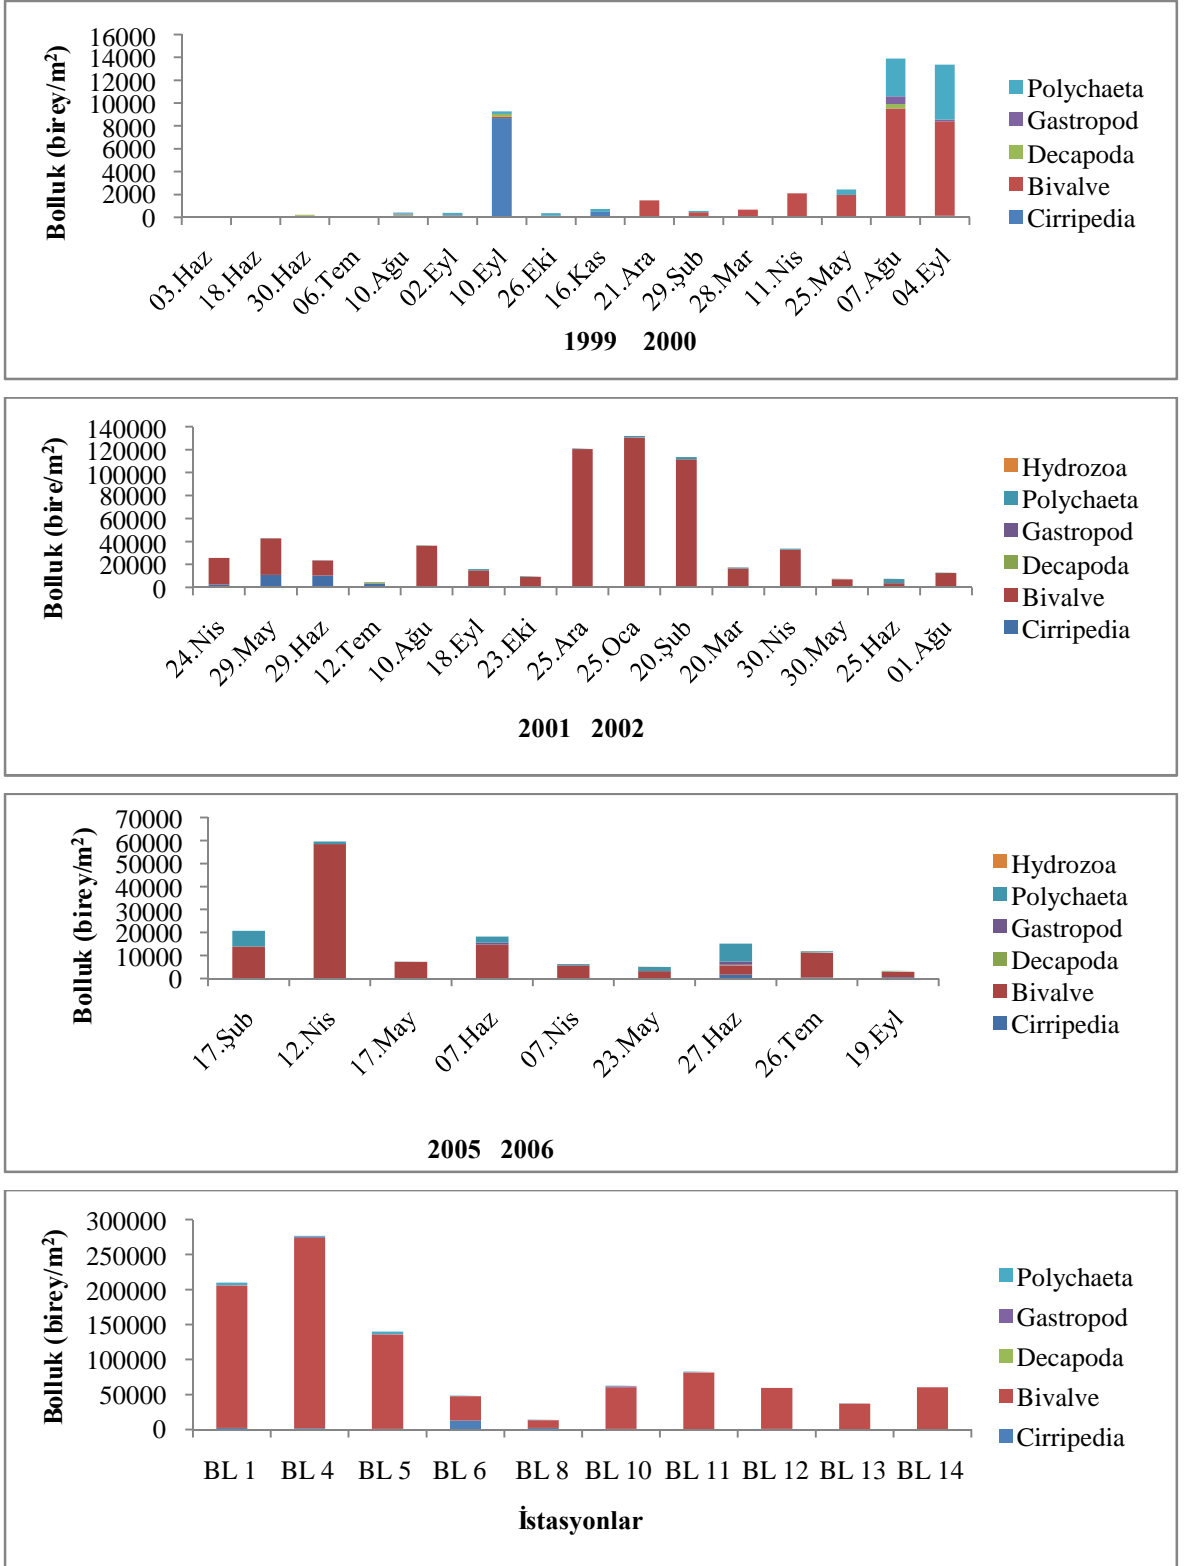 Bolluk (birey/m²)
16000
14000
12000
10000
8000
6000
4000
2000
0
03.Haz
18.Haz
30.Haz
06.Tem
10.Ağu
02.Eyl
10.Eyl
26.Eki
16.Kas
21.Ara
29.Şub
28.Mar
11.Nis
25.May
07.Ağu
04.Eyl
1999 2000
Polychaeta
Gastropod
Decapoda
Bivalve
Cirripedia
Bolluk (bire/m²)
140000
120000
100000
80000
60000
40000
20000
0
24.Nis
29.May
29.Haz
12.Tem
10.Ağu
18.Eyl
23.Eki
25.Ara
25.Oca
20.Şub
20.Mar
30.Nis
30.May
25.Haz
01.Ağu
2001 2002
Hydrozoa
Polychaeta
Gastropod
Decapoda
Bivalve
Cirripedia
Bolluk (birey/m²)
70000
60000
50000
40000
30000
20000
10000
0
17.Şub
12.Nis
17.May
07.Haz
07.Nis
23.May
27.Haz
26.Tem
19.Eyl
2005 2006
Hydrozoa
Polychaeta
Gastropod
Decapoda
Bivalve
Cirripedia
Bolluk (birey/m²)
300000
250000
200000
150000
100000
50000
0
BL 1 BL 4 BL 5 BL 6 BL 8 BL 10 BL 11 BL 12 BL 13 BL 14
İstasyonlar
Polychaeta
Gastropod
Decapoda
Bivalve
Cirripedia